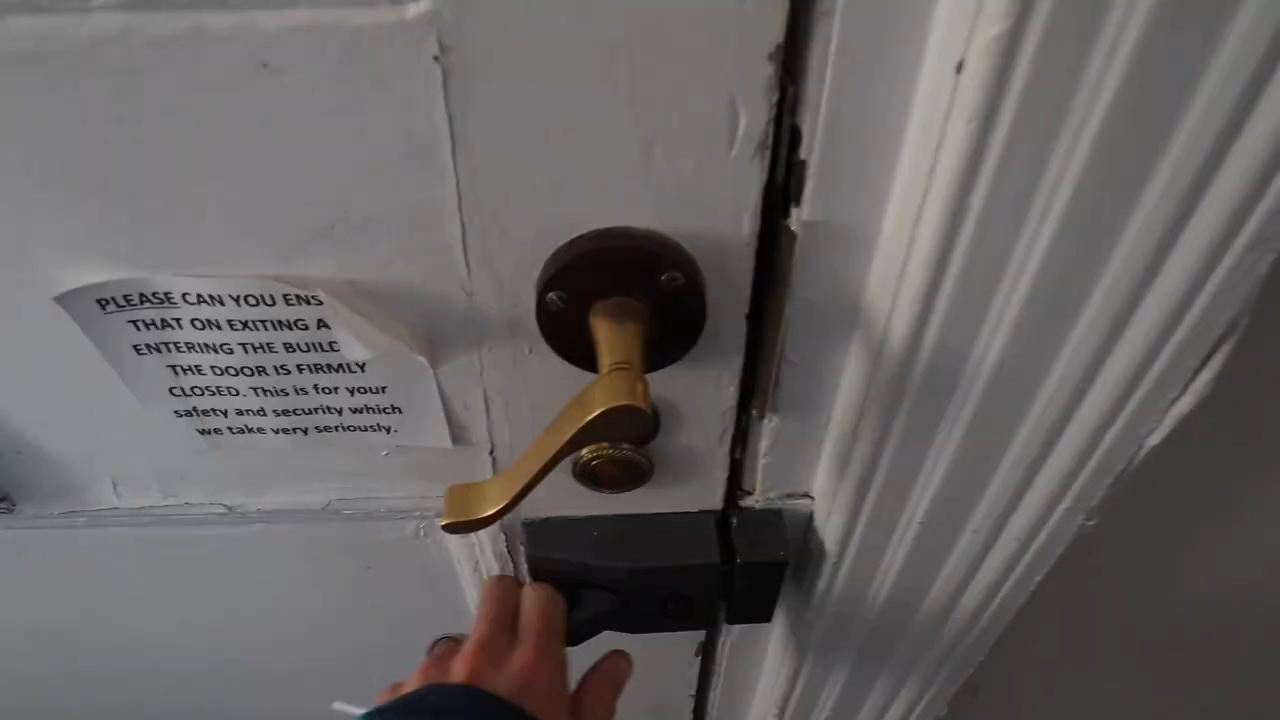 PLEASE CAN YOU ENS
THAT ON EXITING A
ENTERING THE BUILD
THE DOOR IS FIRMLY
CLOSED. This is for your
safety and security which
we take very seriously.